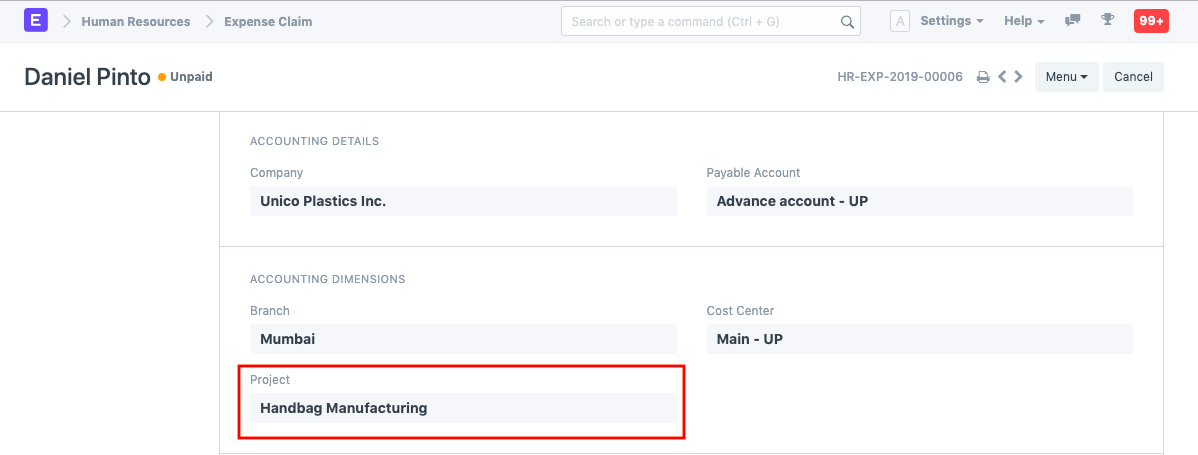 E Human Resources Expense Claim Search or type a command (Ctrl + G) A Settings Help 99+
Daniel Pinto Unpaid HR-EXP-2019-00006 Menu Cancel
ACCOUNTING DETAILS
Company Payable Account
Unico Plastics Inc. Advance account - UP
ACCOUNTING DIMENSIONS
Branch Cost Center
Mumbai Main - UP
Project
Handbag Manufacturing